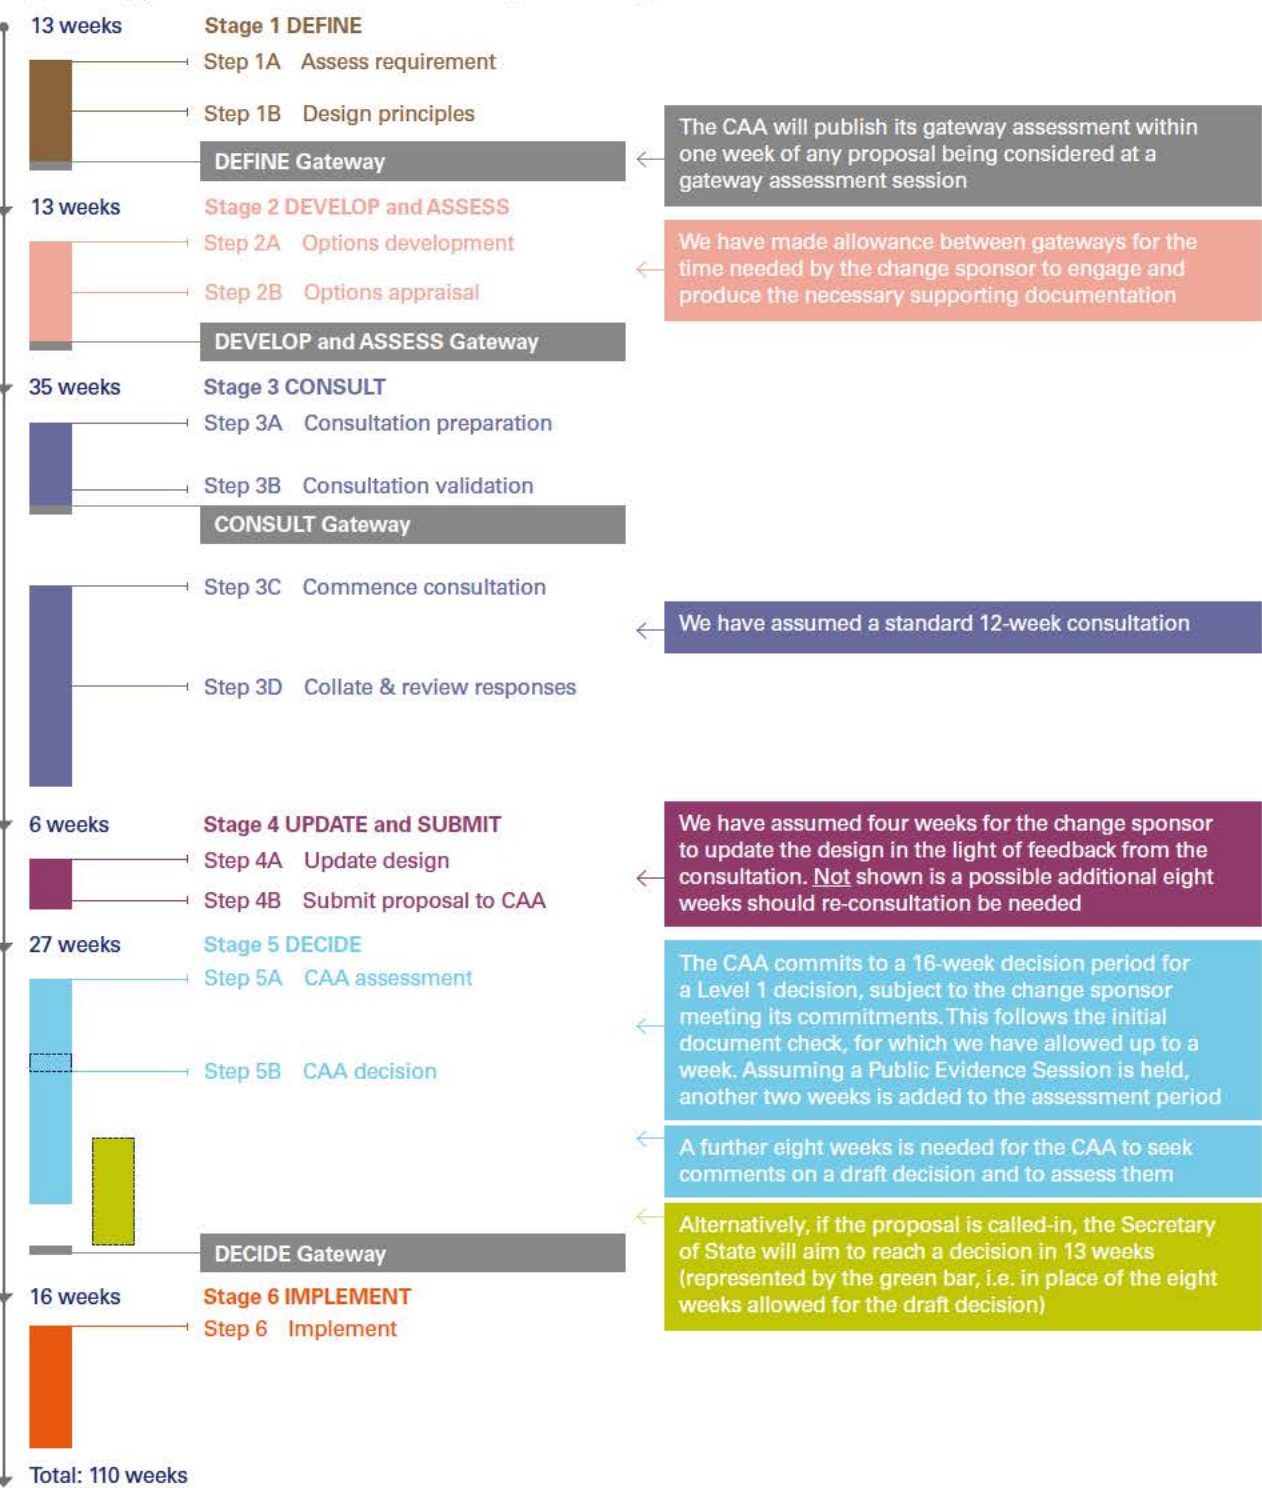 13 weeks
Stage 1 DEFINE
Step 1A Assess requirement
Step 1B Design principles
DEFINE Gateway
The CAA will publish its gateway assessment within
one week of any proposal being considered at a
gateway assessment session
13 weeks
Stage 2 DEVELOP and ASSESS
Step 2A Options development
Step 2B Options appraisal
DEVELOP and ASSESS Gateway
We have made allowance between gateways for the
time needed by the change sponsor to engage and
produce the necessary supporting documentation
35 weeks
Stage 3 CONSULT
Step 3A Consultation preparation
Step 3B Consultation validation
CONSULT Gateway
Step 3C Commence consultation
We have assumed a standard 12-week consultation
Step 3D Collate & review responses
6 weeks
Stage 4 UPDATE and SUBMIT
Step 4A Update design
Step 4B Submit proposal to CAA
We have assumed four weeks for the change sponsor
to update the design in the light of feedback from the
consultation. Not shown is a possible additional eight
weeks should re-consultation be needed
27 weeks
Stage 5 DECIDE
Step 5A CAA assessment
Step 5B CAA decision
The CAA commits to a 16-week decision period for
a Level 1 decision, subject to the change sponsor
meeting its commitments. This follows the initial
document check, for which we have allowed up to a
week. Assuming a Public Evidence Session is held,
another two weeks is added to the assessment period
A further eight weeks is needed for the CAA to seek
comments on a draft decision and to assess them
Alternatively, if the proposal is called-in, the Secretary
of State will aim to reach a decision in 13 weeks
(represented by the green bar, i.e. in place of the eight
weeks allowed for the draft decision)
DECIDE Gateway
16 weeks
Stage 6 IMPLEMENT
Step 6 Implement
Total: 110 weeks